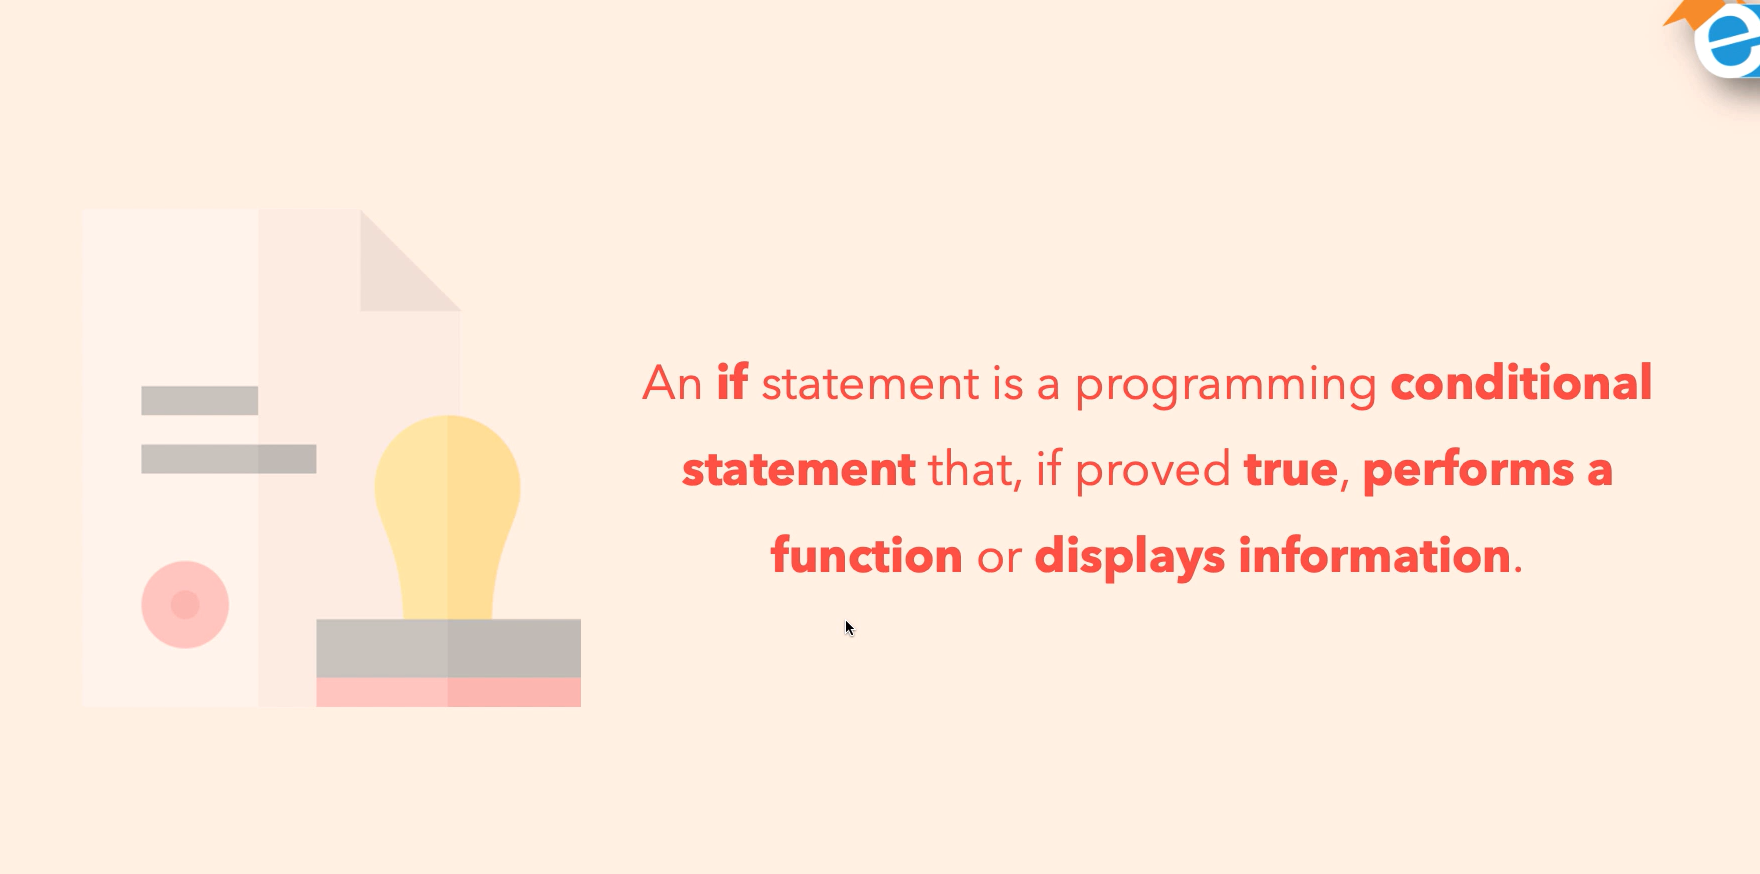 An if statement is a programming conditional
statement that, if proved true, performs a
function or displays information.
e